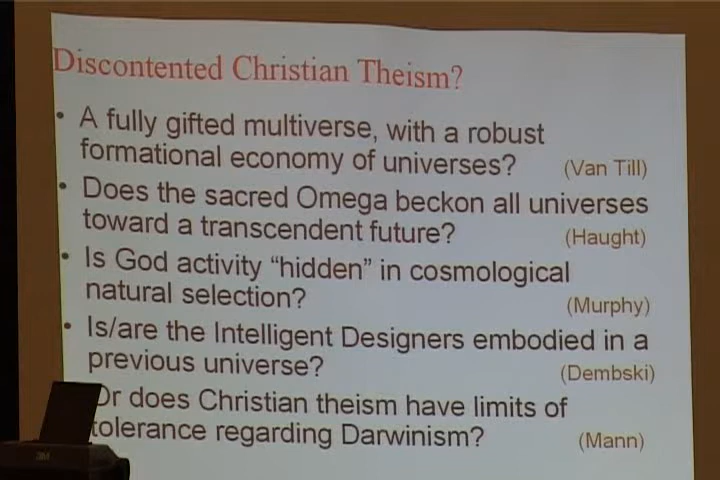 Discontented Christian Theism?
• A fully gifted multiverse, with a robust
formational economy of universes? (Van Till)
• Does the sacred Omega beckon all universes
toward a transcendent future? (Haught)
• Is God activity “hidden” in cosmological
natural selection? (Murphy)
• Is/are the Intelligent Designers embodied in a
previous universe? (Dembski)
Or does Christian theism have limits of
tolerance regarding Darwinism? (Mann)
3M